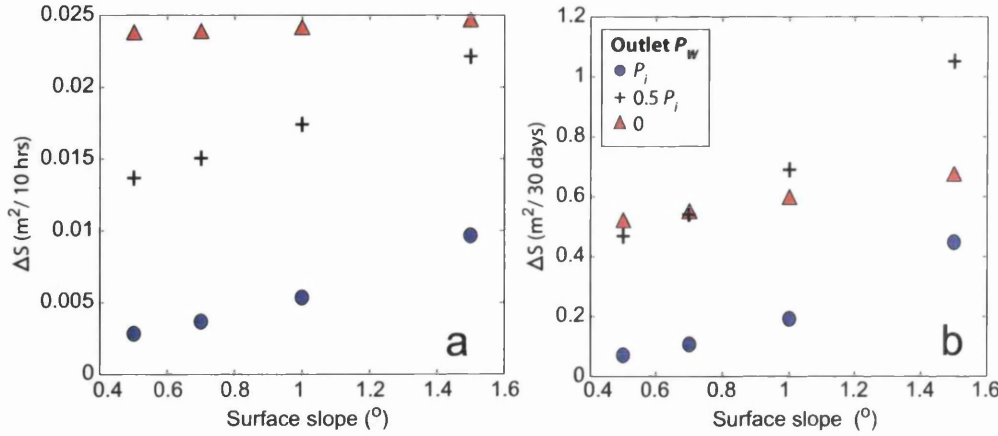 0.025
0.02
0.015
0.01
0.005
0
ΔS (m²/ 10 hrs)
0.4 0.6 0.8 1.0 1.2 1.4 1.6
Surface slope (°)
a
1.2
1
0.8
0.6
0.4
0.2
0
ΔS (m²/ 30 days)
Outlet P_w
P_i
0.5 P_i
0
0.4 0.6 0.8 1.0 1.2 1.4 1.6
Surface slope (°)
b